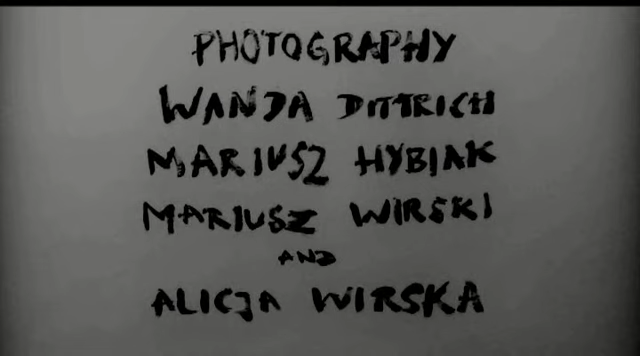 PHOTOGRAPHY
WANDA DITTRICH
MARIUSZ HYBIAK
MARIUSZ WIRSKI
AND
ALICJA WIRSKA